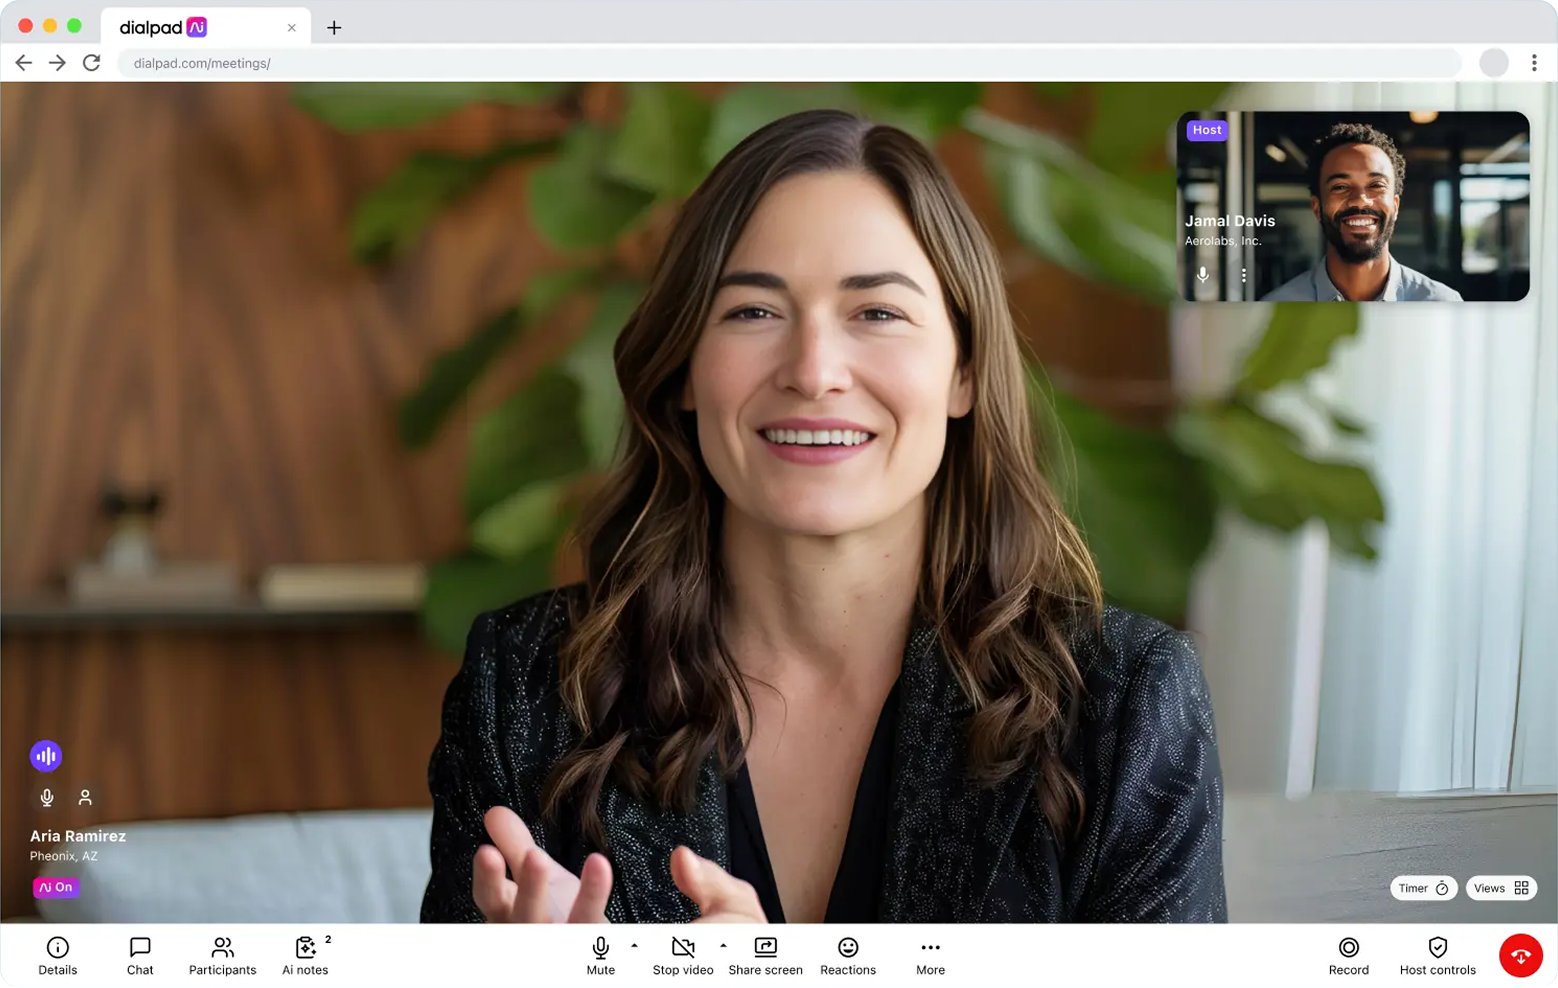 dialpad Ai
dialpad.com/meetings/
Host
Jamal Davis
Aerolabs, Inc.
Aria Ramirez
Pheonix, AZ
Ai On
Timer
Views
Details
Chat
Participants
Ai notes
2
Mute
Stop video
Share screen
Reactions
More
Record
Host controls